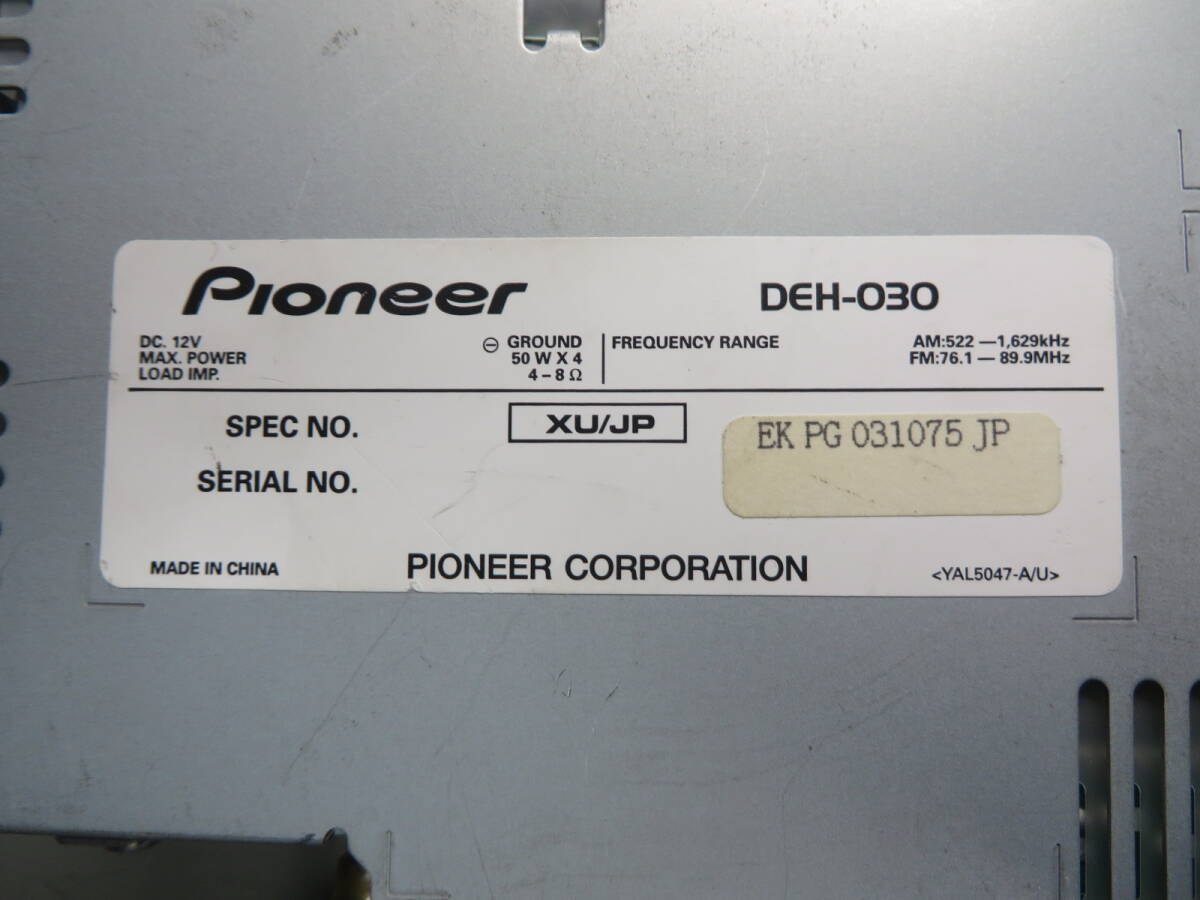 Pioneer DEH-030
DC. 12V ⊖ GROUND
MAX. POWER 50 W X 4
LOAD IMP. 4 – 8 Ω
FREQUENCY RANGE AM:522 — 1,629kHz
FM:76.1 — 89.9MHz
SPEC NO. XU/JP
EK PG 031075 JP
SERIAL NO.
MADE IN CHINA PIONEER CORPORATION <YAL5047-A/U>